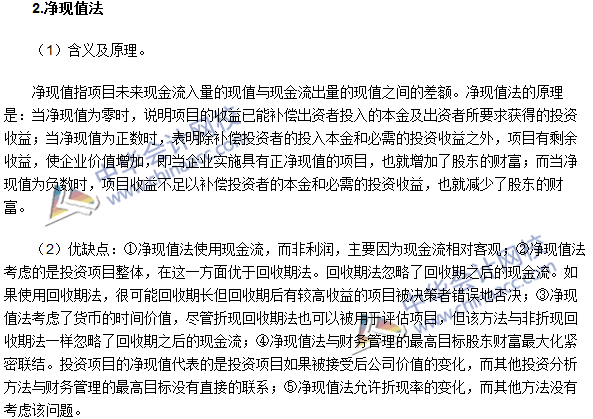 2.净现值法
（1）含义及原理。
净现值指项目未来现金流入量的现值与现金流出量的现值之间的差额。净现值法的原理
是：当净现值为零时，说明项目的收益已能补偿出资者投入的本金及出资者所要求获得的投资
收益；当净现值为正数时，表明除补偿投资者的投入本金和必需的投资收益之外，项目有剩余
收益，使企业价值增加，即当企业实施具有正净现值的项目，也就增加了股东的财富；而当净
现值为负数时，项目收益不足以补偿投资者的本金和必需的投资收益，也就减少了股东的财
富。
（2）优缺点：①净现值法使用现金流，而非利润，主要因为现金流相对客观；②净现值法
考虑的是投资项目整体，在这一方面优于回收期法。回收期法忽略了回收期之后的现金流。如
果使用回收期法，很可能回收期长但回收期后有较高收益的项目被决策者错误地否决；③净现
值法考虑了货币的时间价值，尽管折现回收期法也可以被用于评估项目，但该方法与非折现回
收期法一样忽略了回收期之后的现金流；④净现值法与财务管理的最高目标股东财富最大化紧
密联结。投资项目的净现值代表的是投资项目如果被接受后公司价值的变化，而其他投资分析
方法与财务管理的最高目标没有直接的联系；⑤净现值法允许折现率的变化，而其他方法没有
考虑该问题。
中华会计网校
www.chinaacc.com
中华会计网校
www.chinaacc.com